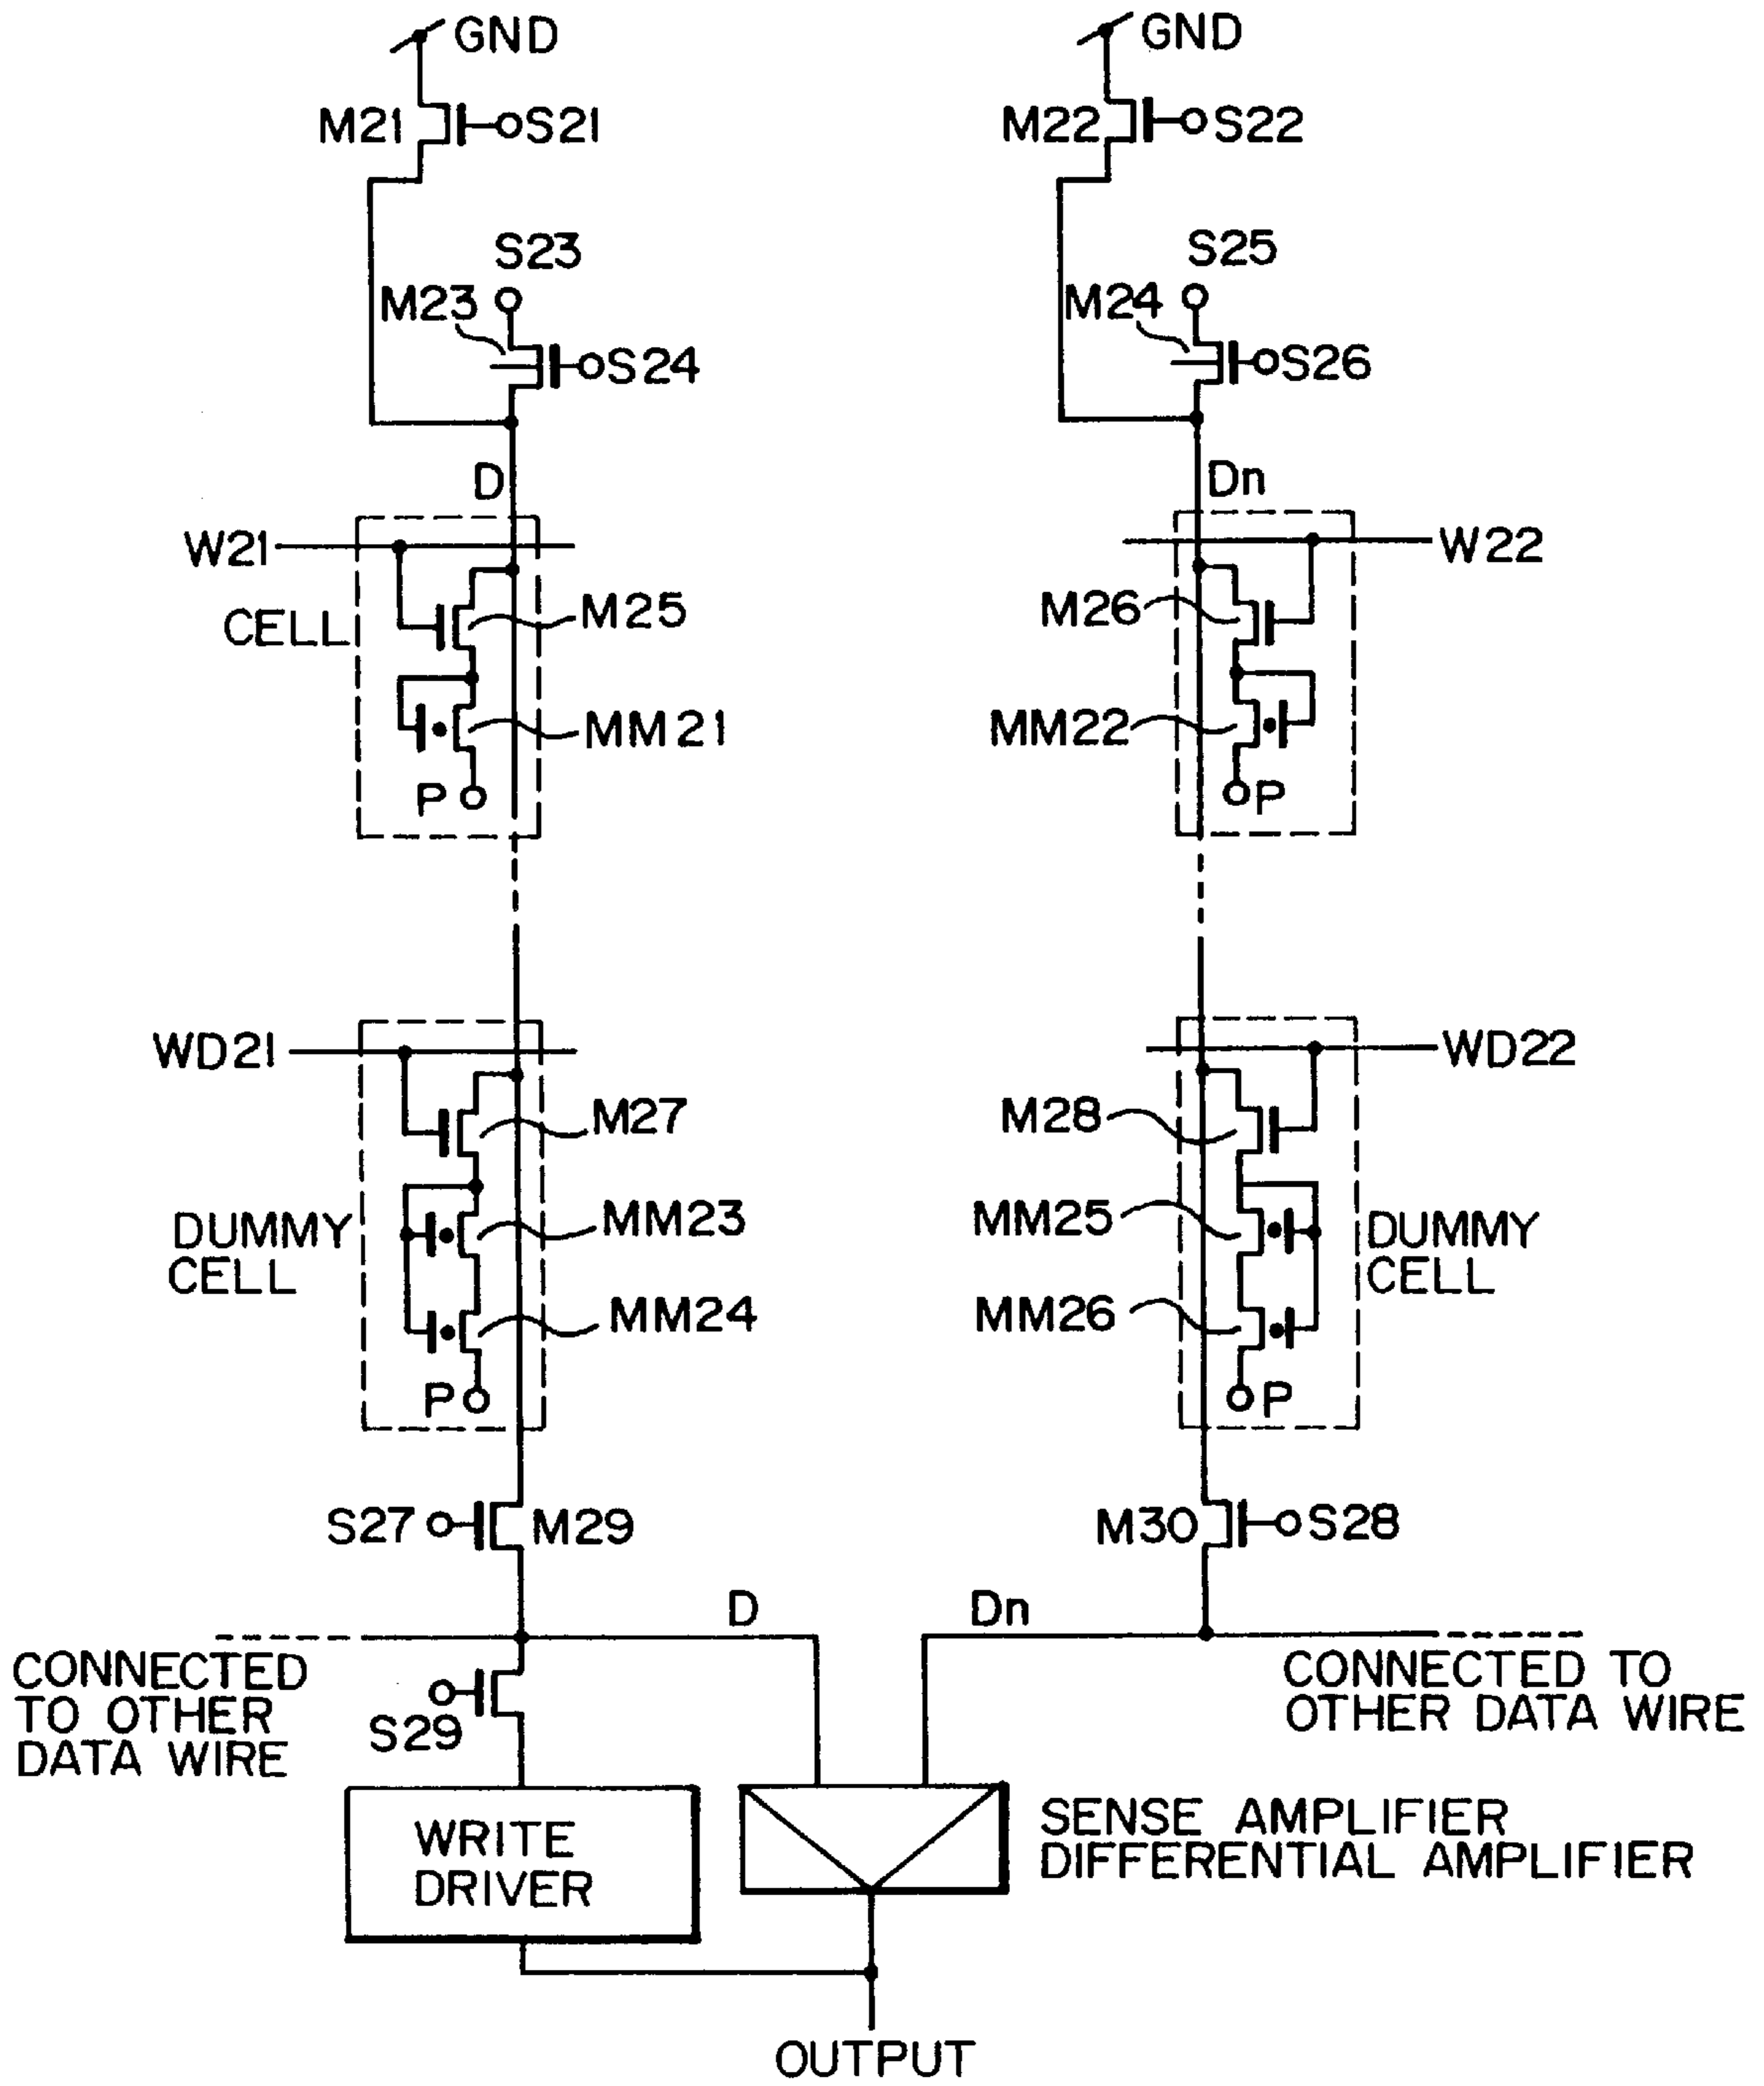 GND
GND
M21
S21
M22
S22
S23
S25
M23
M24
S24
S26
D
Dn
W21
W22
CELL
M25
M26
MM21
MM22
P
P
WD21
WD22
M27
M28
DUMMY
CELL
MM23
MM25
DUMMY
CELL
MM24
MM26
P
P
S27
M29
M30
S28
D
Dn
CONNECTED
TO OTHER
DATA WIRE
S29
CONNECTED TO
OTHER DATA WIRE
WRITE
DRIVER
SENSE AMPLIFIER
DIFFERENTIAL AMPLIFIER
OUTPUT